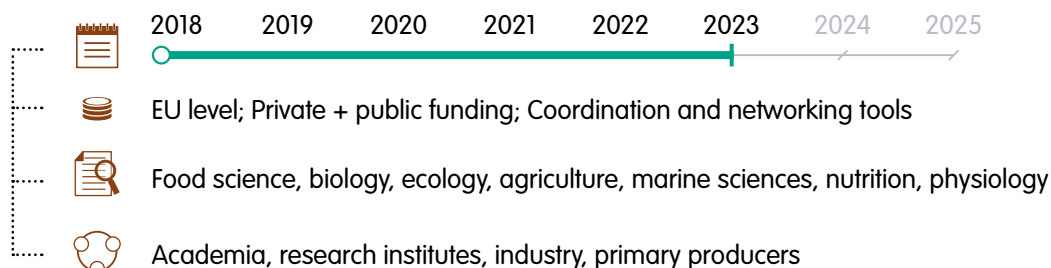 2018 2019 2020 2021 2022 2023 2024 2025
EU level; Private + public funding; Coordination and networking tools
Food science, biology, ecology, agriculture, marine sciences, nutrition, physiology
Academia, research institutes, industry, primary producers